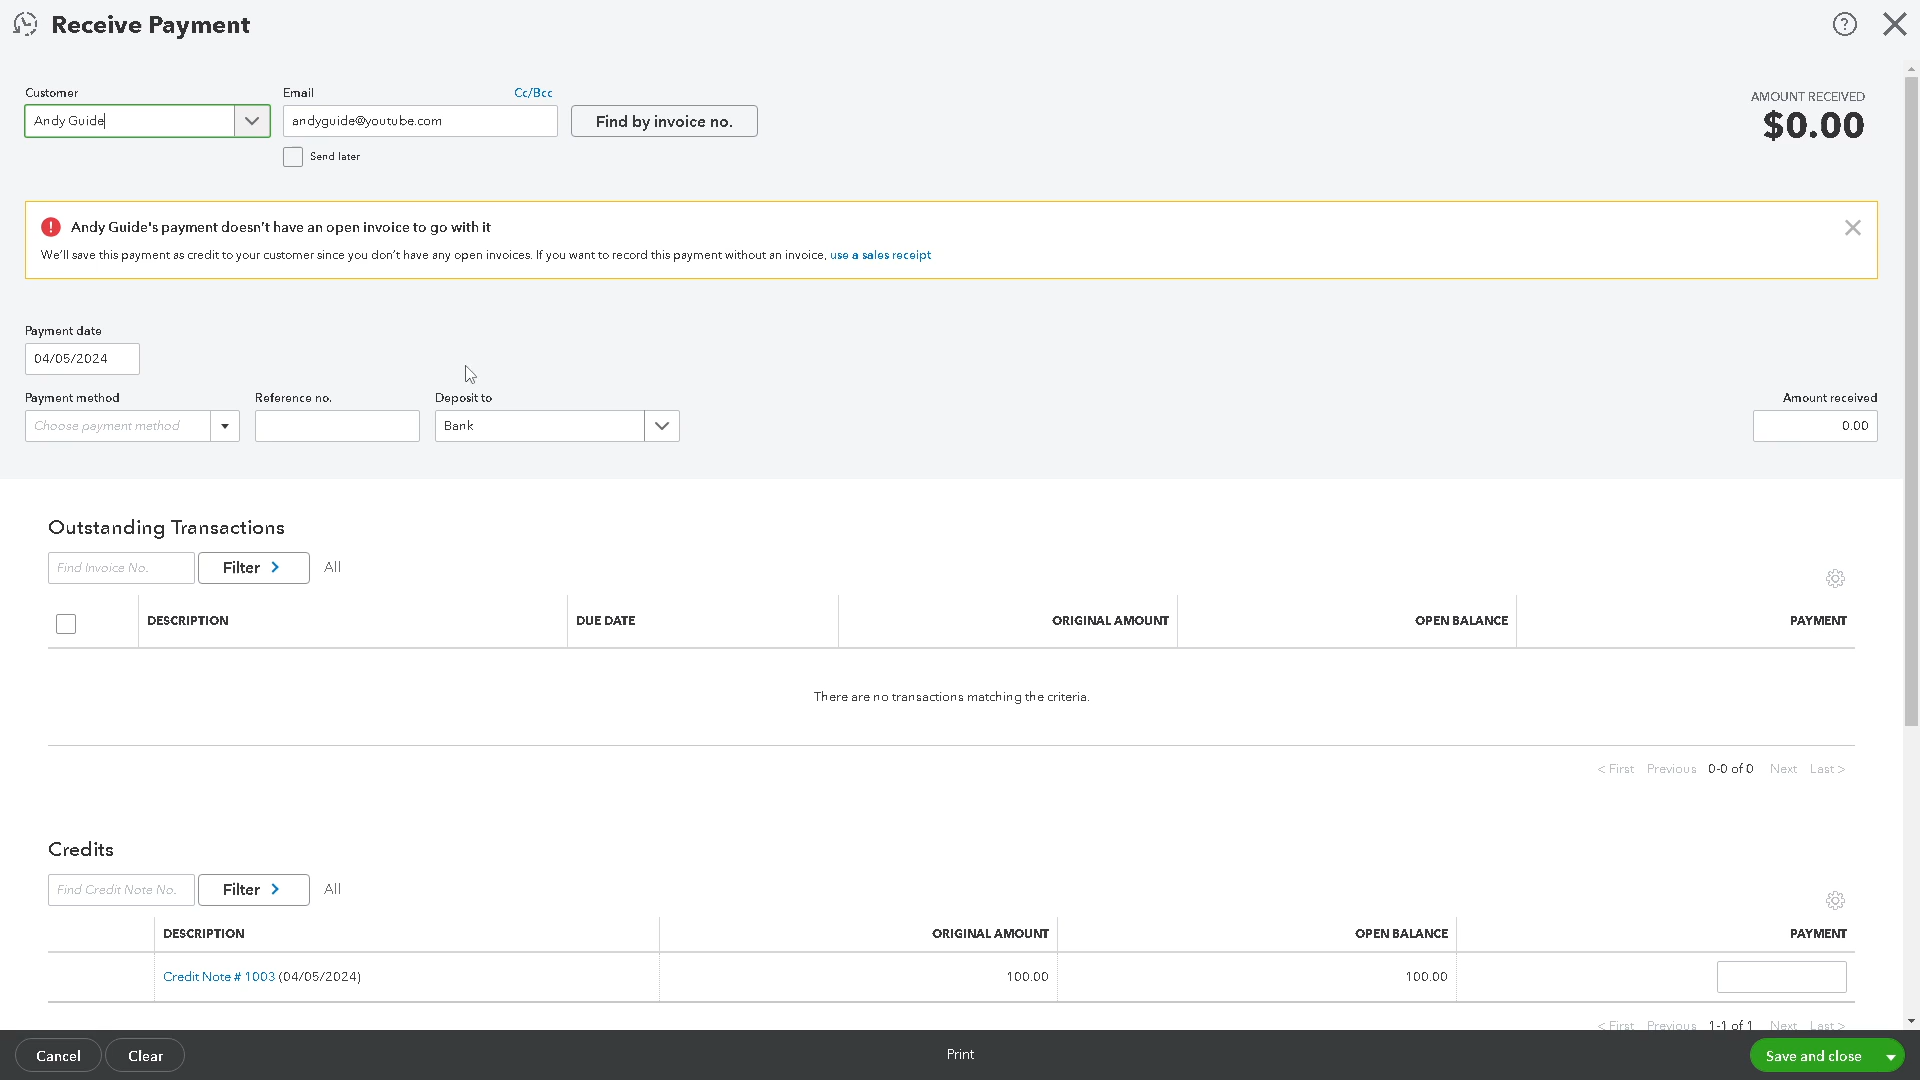 Receive Payment
Customer
Email
Cc/Bcc
AMOUNT RECEIVED
Andy Guide
andyguide@youtube.com
Find by invoice no.
$0.00
Send later
Andy Guide's payment doesn't have an open invoice to go with it
We'll save this payment as credit to your customer since you don't have any open invoices. If you want to record this payment without an invoice, use a sales receipt
Payment date
04/05/2024
Payment method
Reference no.
Deposit to
Amount received
Choose payment method
Bank
0.00
Outstanding Transactions
Find Invoice No.
Filter
All
DESCRIPTION
DUE DATE
ORIGINAL AMOUNT
OPEN BALANCE
PAYMENT
There are no transactions matching the criteria.
< First Previous 0-0 of 0 Next Last >
Credits
Find Credit Note No.
Filter
All
DESCRIPTION
ORIGINAL AMOUNT
OPEN BALANCE
PAYMENT
Credit Note # 1003 (04/05/2024)
100.00
100.00
< First Previous 1-1 of 1 Next Last >
Cancel
Clear
Print
Save and close